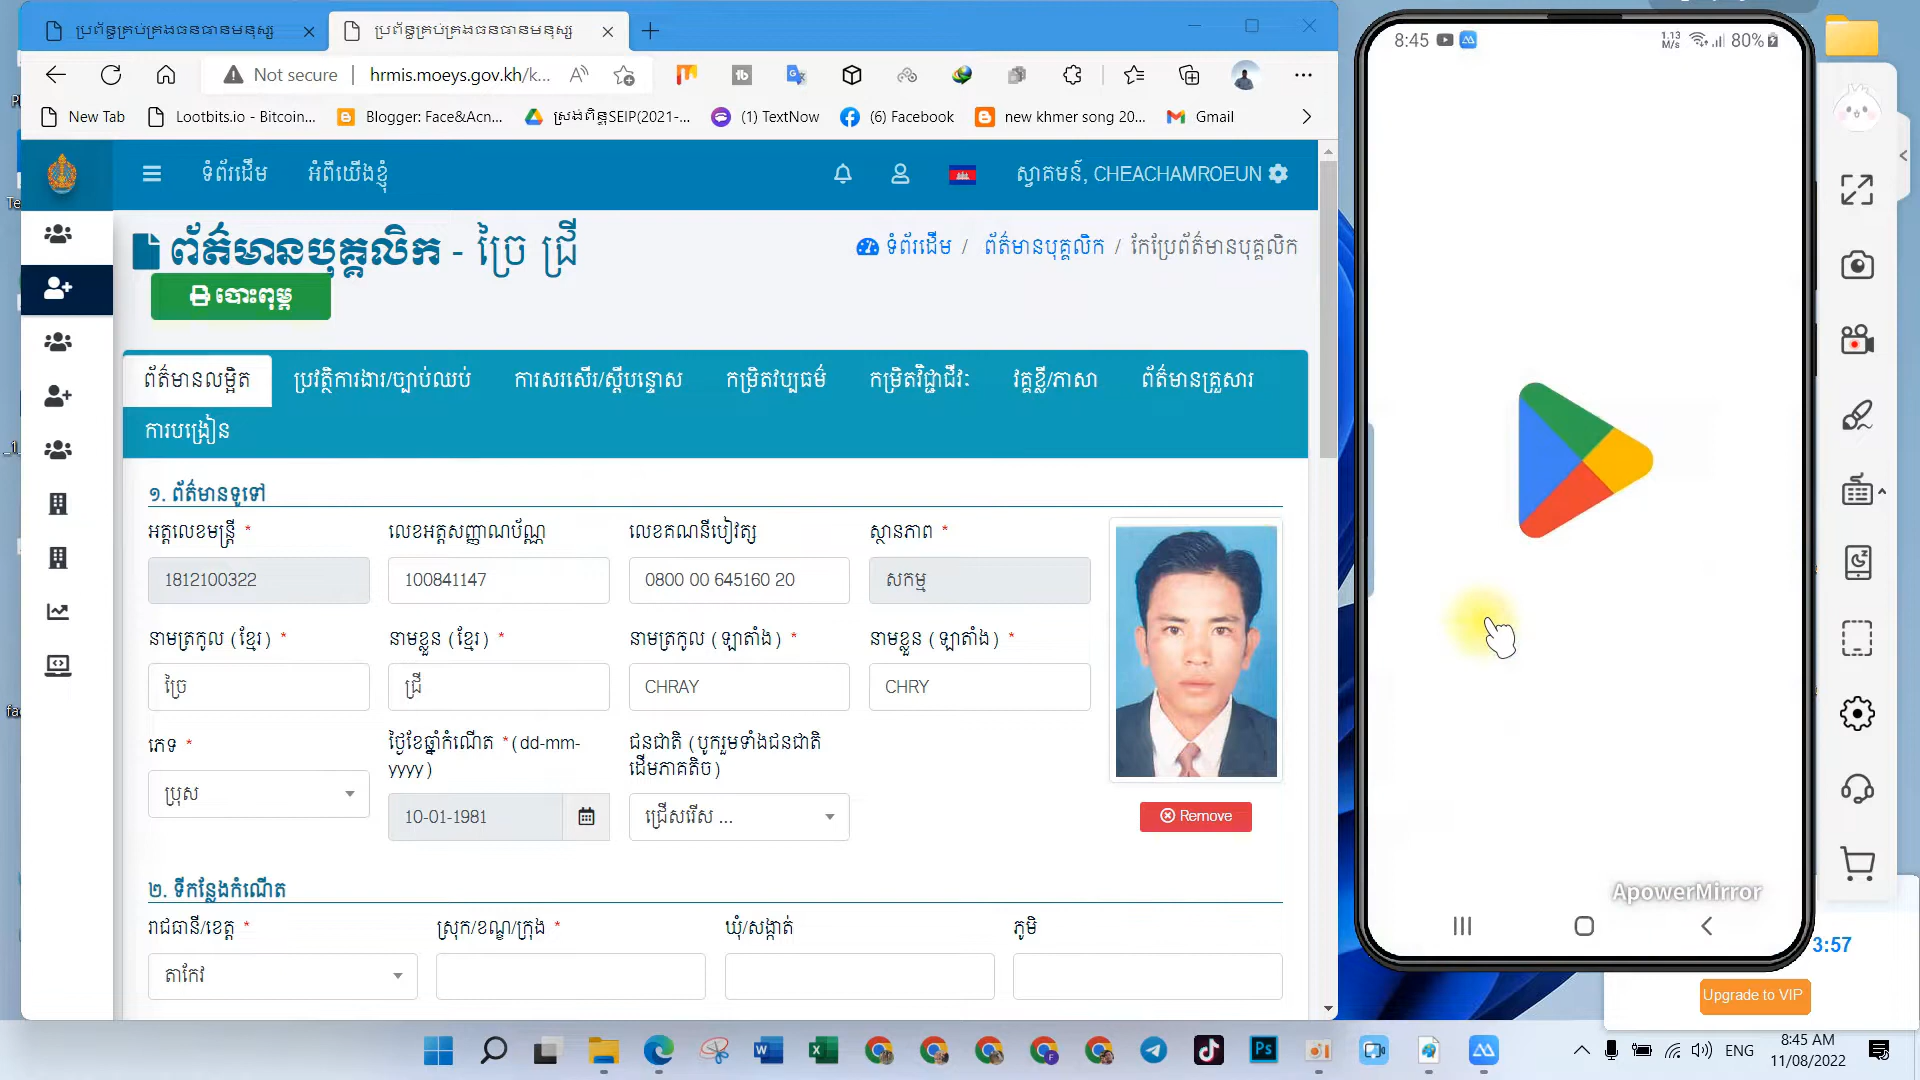 ប្រព័ន្ធគ្រប់គ្រងធនធានមនុស្ស
ប្រព័ន្ធគ្រប់គ្រងធនធានមនុស្ស
Not secure
hrmis.moeys.gov.kh/k...
New Tab
Lootbits.io - Bitcoin...
Blogger: Face&Acn...
ស្រង់ពិន្ទុSEIP(2021-...
(1) TextNow
(6) Facebook
new khmer song 20...
Gmail
ទំព័រដើម
អំពីយើងខ្ញុំ
ស្វាគមន៍, CHEACHAMROEUN
ព័ត៌មានបុគ្គលិក - ច្រៃ ជ្រី
ទំព័រដើម / ព័ត៌មានបុគ្គលិក / កែប្រែព័ត៌មានបុគ្គលិក
បោះពុម្ព
ព័ត៌មានលម្អិត
ប្រវត្តិការងារ/ច្បាប់ឈប់
ការសរសើរ/ស្តីបន្ទោស
កម្រិតវប្បធម៌
កម្រិតវិជ្ជាជីវៈ
វគ្គខ្លី/ភាសា
ព័ត៌មានគ្រួសារ
ការបង្រៀន
១. ព័ត៌មានទូទៅ
អត្តលេខមន្ត្រី *
លេខអត្តសញ្ញាណប័ណ្ណ
លេខគណនីបៀវត្ស
ស្ថានភាព *
1812100322
100841147
0800 00 645160 20
សកម្ម
នាមត្រកូល (ខ្មែរ) *
នាមខ្លួន (ខ្មែរ) *
នាមត្រកូល (ឡាតាំង) *
នាមខ្លួន (ឡាតាំង) *
ច្រៃ
ជ្រី
CHRAY
CHRY
ភេទ *
ថ្ងៃខែឆ្នាំកំណើត *(dd-mm-
yyyy)
ជនជាតិ (បូករួមទាំងជនជាតិ
ដើមភាគតិច)
ប្រុស
10-01-1981
ជ្រើសរើស ...
Remove
២. ទីកន្លែងកំណើត
រាជធានី/ខេត្ត *
ស្រុក/ខណ្ឌ/ក្រុង *
ឃុំ/សង្កាត់
ភូមិ
តាកែវ
8:45
1.13
M/s
80%
ApowerMirror
3:57
Upgrade to VIP
ENG
8:45 AM
11/08/2022